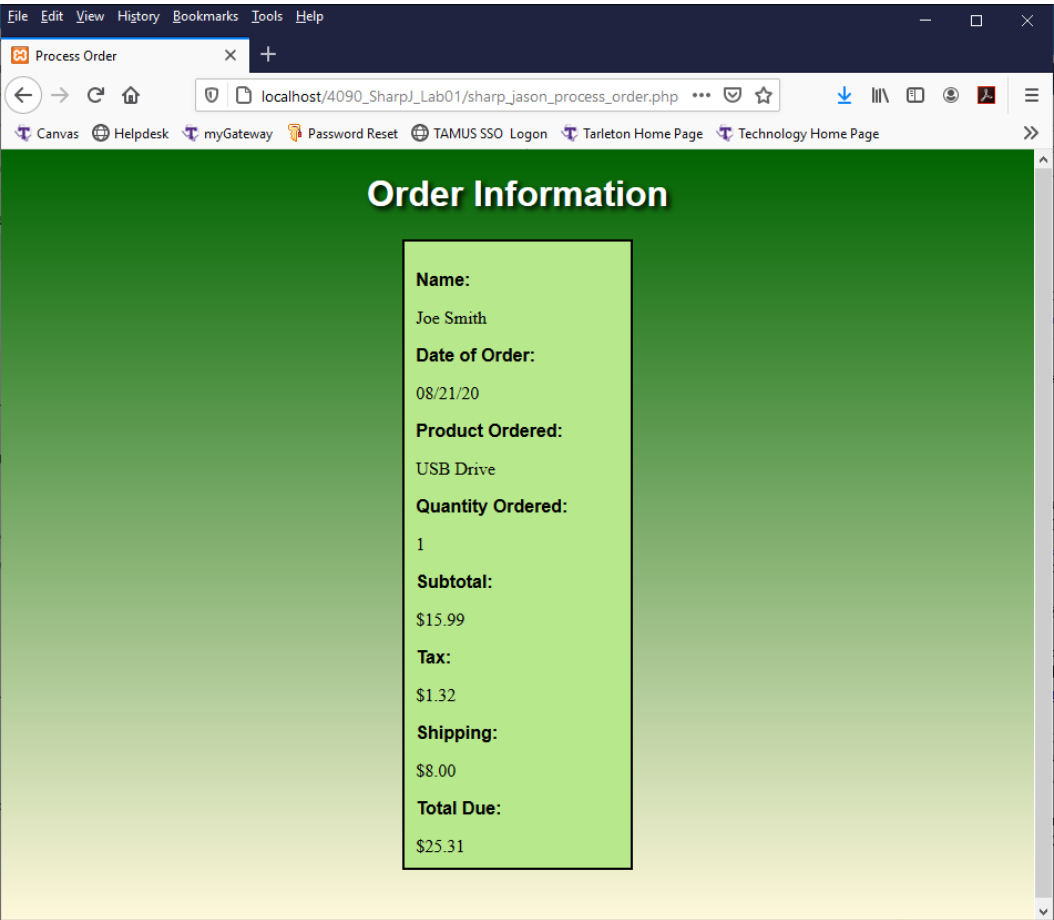 File Edit View History Bookmarks Tools Help
Process Order
localhost/4090_SharpJ_Lab01/sharp_jason_process_order.php
Canvas Helpdesk myGateway Password Reset TAMUS SSO Logon Tarleton Home Page Technology Home Page
Order Information
Name:
Joe Smith
Date of Order:
08/21/20
Product Ordered:
USB Drive
Quantity Ordered:
1
Subtotal:
$15.99
Tax:
$1.32
Shipping:
$8.00
Total Due:
$25.31